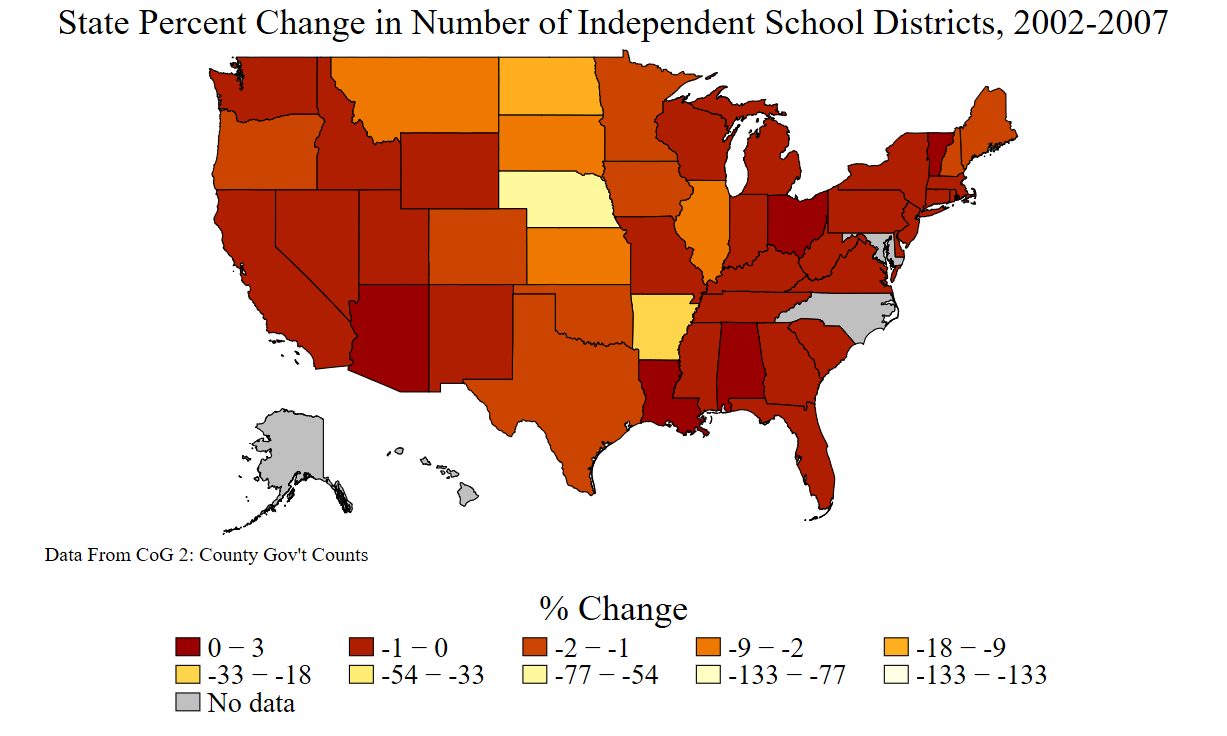 State Percent Change in Number of Independent School Districts, 2002-2007
Data From CoG 2: County Gov't Counts
% Change
0 − 3 -1 − 0 -2 − -1 -9 − -2 -18 − -9
-33 − -18 -54 − -33 -77 − -54 -133 − -77 -133 − -133
No data